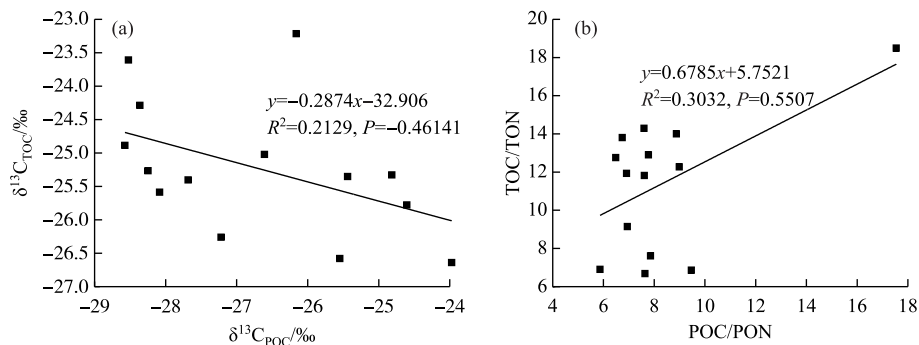 (a)
−23.0
−23.5
−24.0
−24.5
−25.0
−25.5
−26.0
−26.5
−27.0
δ¹³C_TOC/‰
y=−0.2874x−32.906
R²=0.2129, P=−0.46141
−29 −28 −27 −26 −25 −24
δ¹³C_POC/‰
(b)
20
18
16
14
12
10
8
6
TOC/TON
y=0.6785x+5.7521
R²=0.3032, P=0.5507
4 6 8 10 12 14 16 18
POC/PON